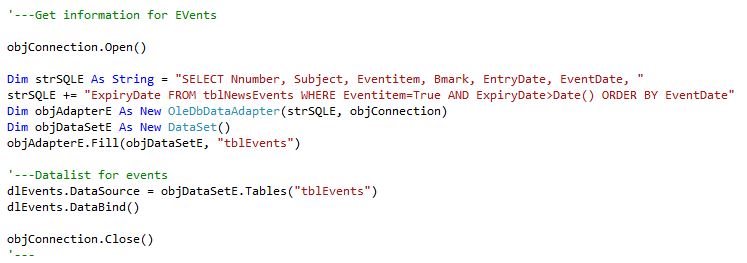 '---Get information for EVents
objConnection.Open()
Dim strSQLE As String = "SELECT Nnumber, Subject, Eventitem, Bmark, EntryDate, EventDate, "
strSQLE += "ExpiryDate FROM tblNewsEvents WHERE Eventitem=True AND ExpiryDate>Date() ORDER BY EventDate"
Dim objAdapterE As New OleDbDataAdapter(strSQLE, objConnection)
Dim objDataSetE As New DataSet()
objAdapterE.Fill(objDataSetE, "tblEvents")
'---Datalist for events
dlEvents.DataSource = objDataSetE.Tables("tblEvents")
dlEvents.DataBind()
objConnection.Close()
'---